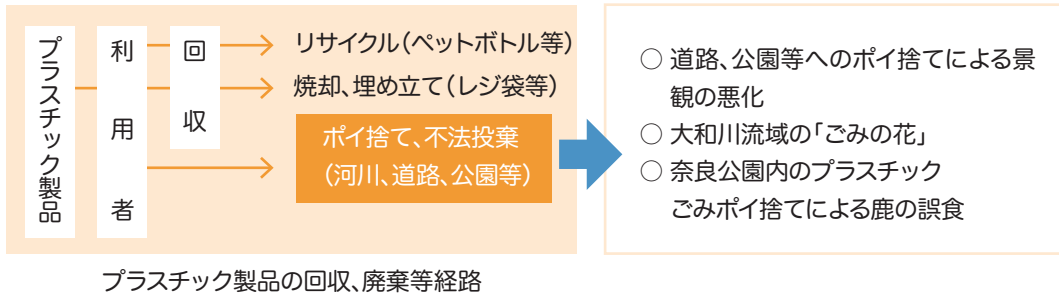 プラスチック製品
利用者
回収
リサイクル(ペットボトル等)
焼却、埋め立て(レジ袋等)
ポイ捨て、不法投棄
(河川、道路、公園等)
○ 道路、公園等へのポイ捨てによる景
観の悪化
○ 大和川流域の「ごみの花」
○ 奈良公園内のプラスチック
ごみポイ捨てによる鹿の誤食
プラスチック製品の回収、廃棄等経路